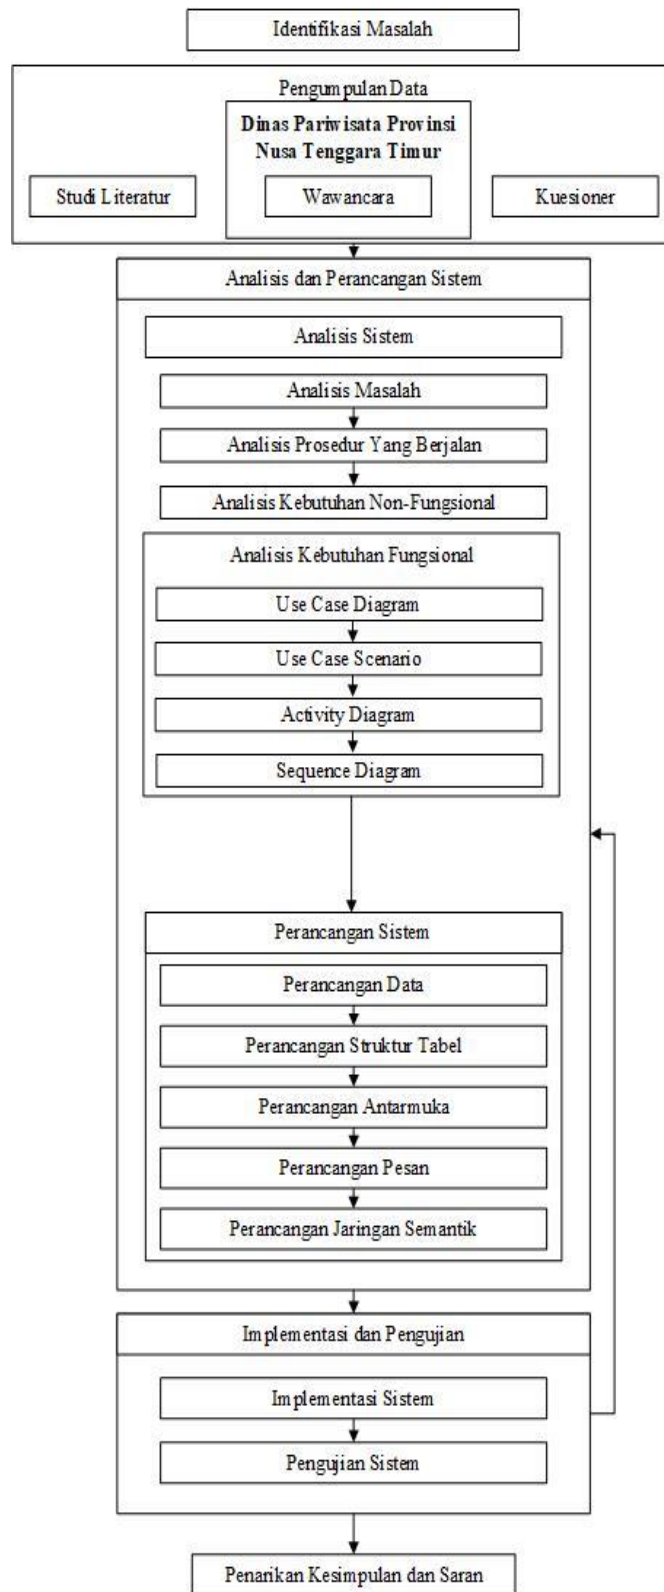 Identifikasi Masalah
Pengumpulan Data
Dinas Pariwisata Provinsi
Nusa Tenggara Timur
Studi Literatur
Wawancara
Kuesioner
Analisis dan Perancangan Sistem
Analisis Sistem
Analisis Masalah
Analisis Prosedur Yang Berjalan
Analisis Kebutuhan Non-Fungsional
Analisis Kebutuhan Fungsional
Use Case Diagram
Use Case Scenario
Activity Diagram
Sequence Diagram
Perancangan Sistem
Perancangan Data
Perancangan Struktur Tabel
Perancangan Antarmuka
Perancangan Pesan
Perancangan Jaringan Semantik
Implementasi dan Pengujian
Implementasi Sistem
Pengujian Sistem
Penarikan Kesimpulan dan Saran